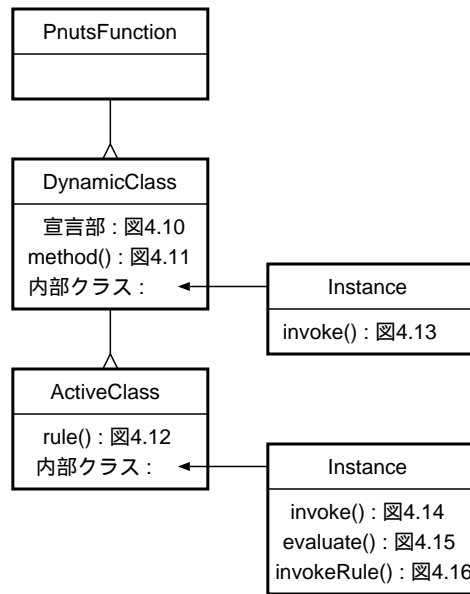 PnutsFunction
DynamicClass
宣言部 : 図4.10
method() : 図4.11
内部クラス :
Instance
invoke() : 図4.13
ActiveClass
rule() : 図4.12
内部クラス :
Instance
invoke() : 図4.14
evaluate() : 図4.15
invokeRule() : 図4.16